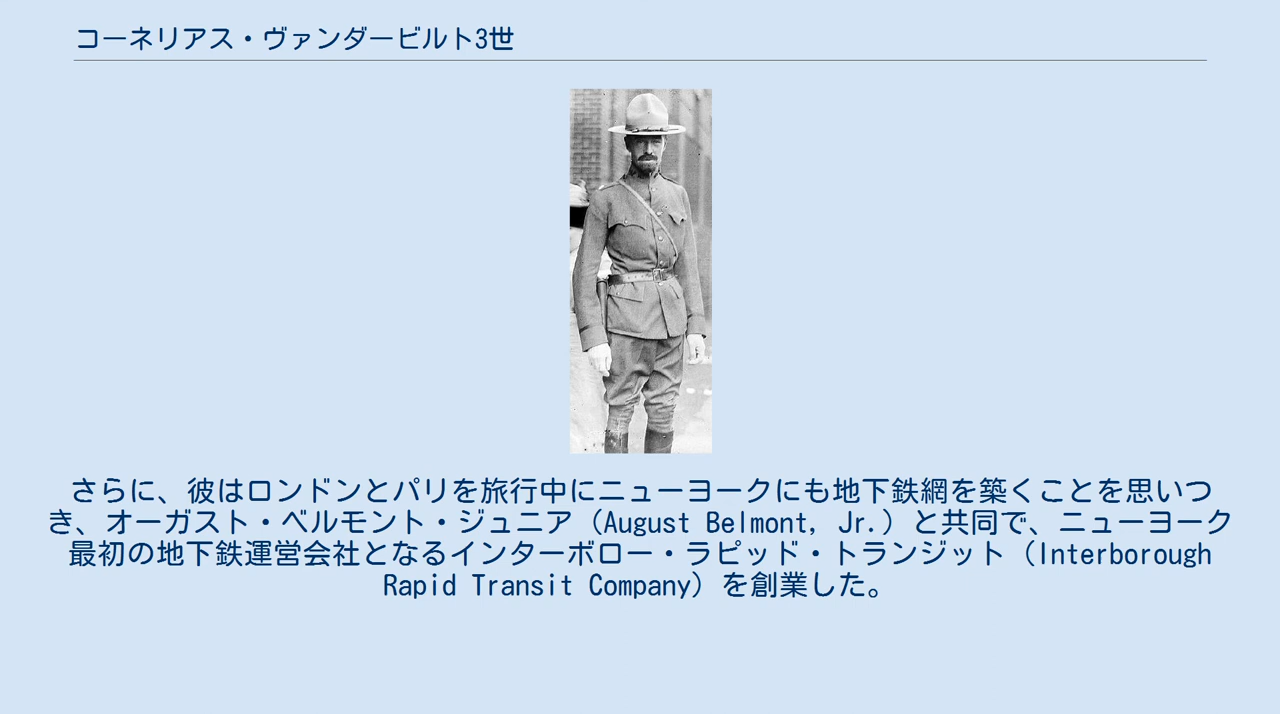 コーネリアス・ヴァンダービルト3世
さらに、彼はロンドンとパリを旅行中にニューヨークにも地下鉄網を築くことを思いつ
き、オーガスト・ベルモント・ジュニア（August Belmont, Jr.）と共同で、ニューヨーク
最初の地下鉄運営会社となるインターボロー・ラピッド・トランジット（Interborough
Rapid Transit Company）を創業した。